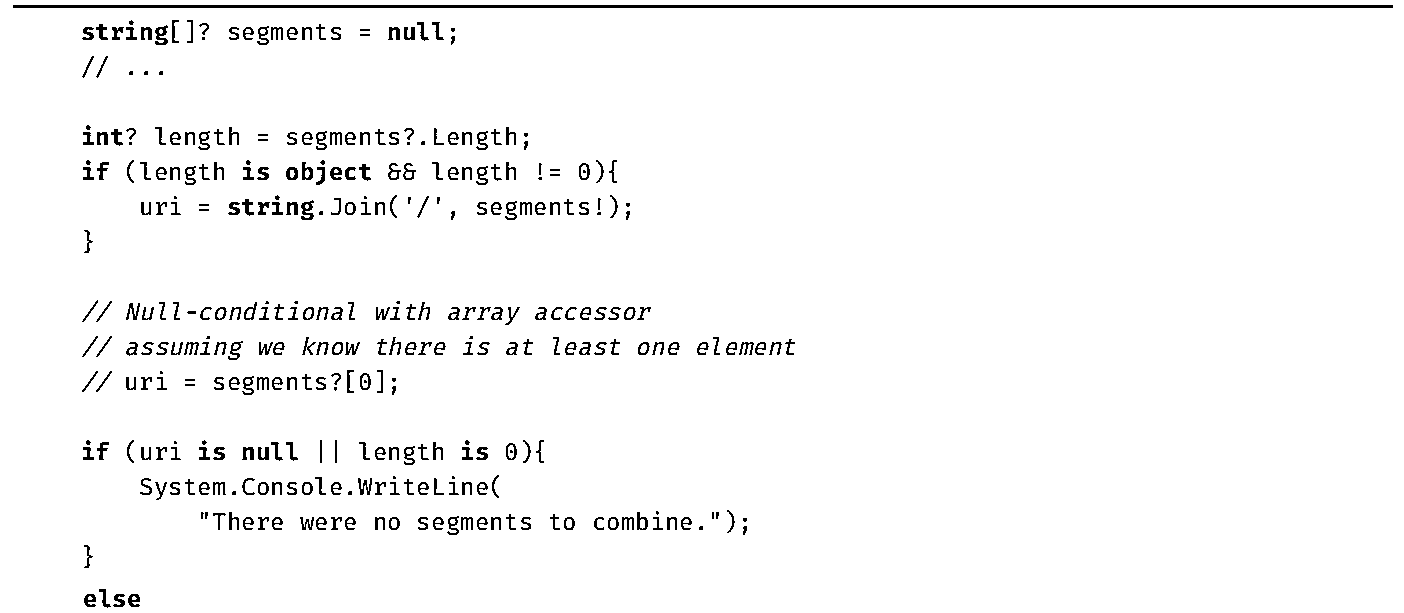 string[]? segments = null;
// ...
int? length = segments?.Length;
if (length is object && length != 0){
    uri = string.Join('/', segments!);
}
// Null-conditional with array accessor
// assuming we know there is at least one element
// uri = segments?[0];
if (uri is null || length is 0){
    System.Console.WriteLine(
        "There were no segments to combine.");
}
else